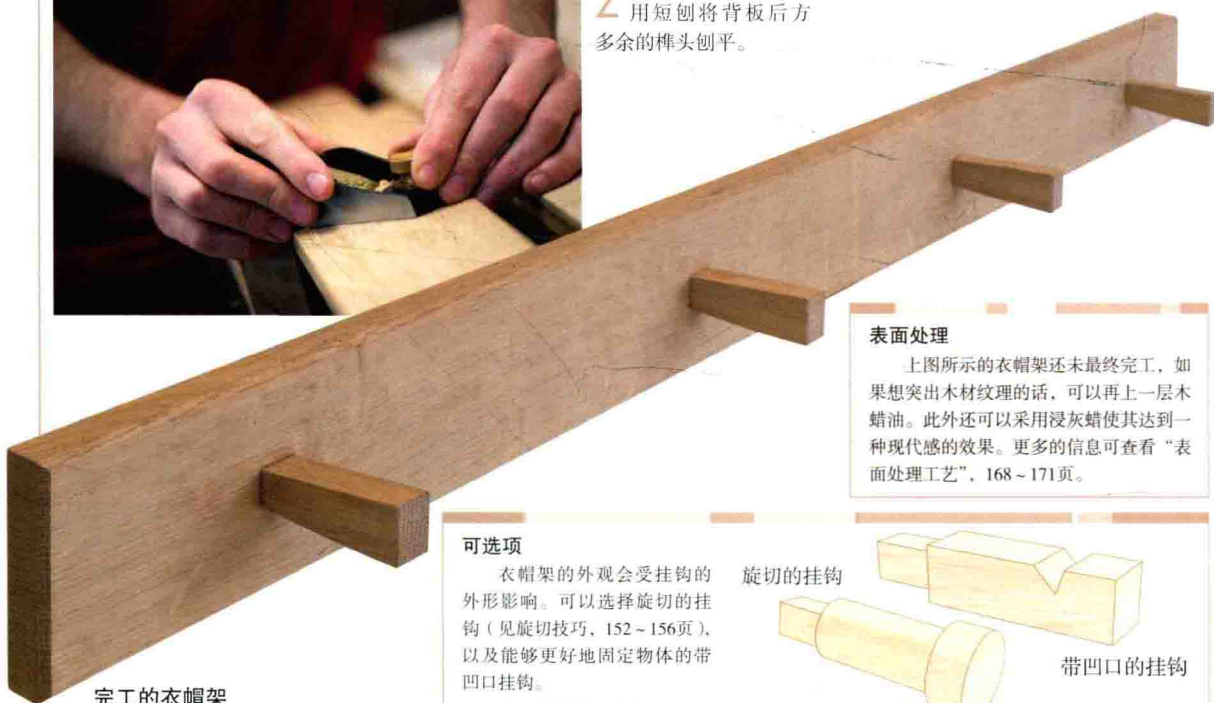 2 用短刨将背板后方
多余的榫头刨平。
表面处理
上图所示的衣帽架还未最终完工，如
果想突出木材纹理的话，可以再上一层木
蜡油。此外还可以采用浸灰蜡使其达到一
种现代感的效果。更多的信息可查看“表
面处理工艺”，168～171页。
可选项
衣帽架的外观会受挂钩的
外形影响。可以选择旋切的挂
钩（见旋切技巧，152～156页），
以及能够更好地固定物体的带
凹口挂钩。
旋切的挂钩
带凹口的挂钩
完工的衣帽架